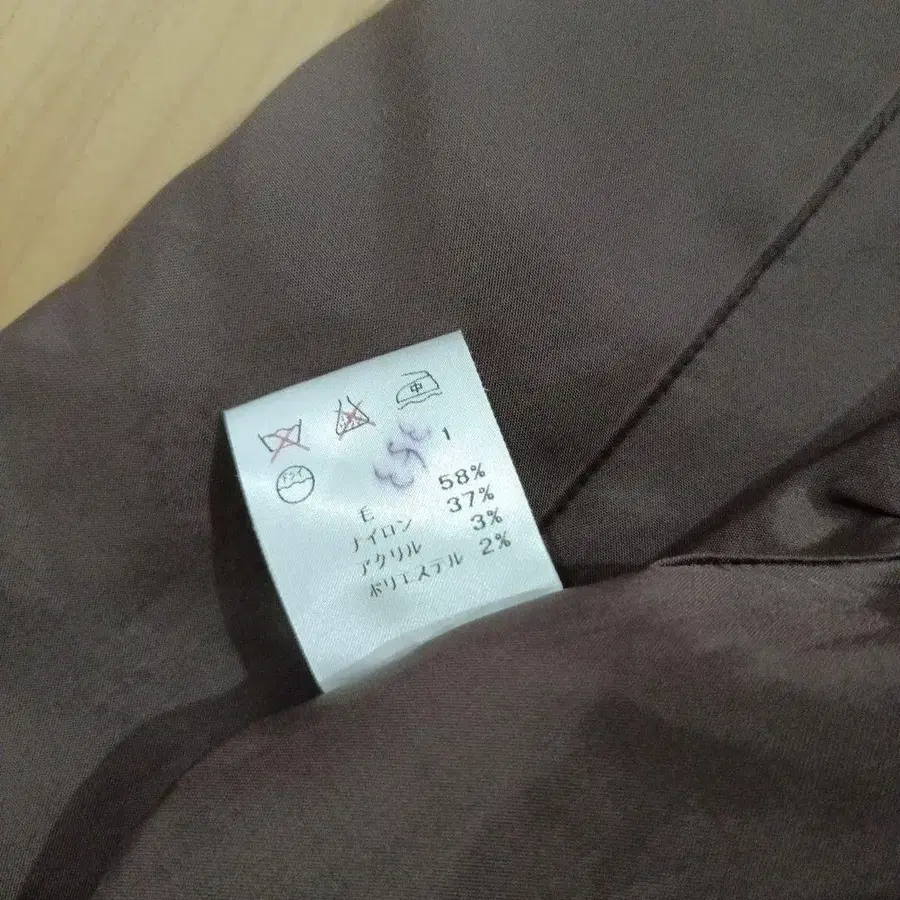 中
1
ドライ
毛 58%
ナイロン 37%
アクリル 3%
ポリエステル 2%